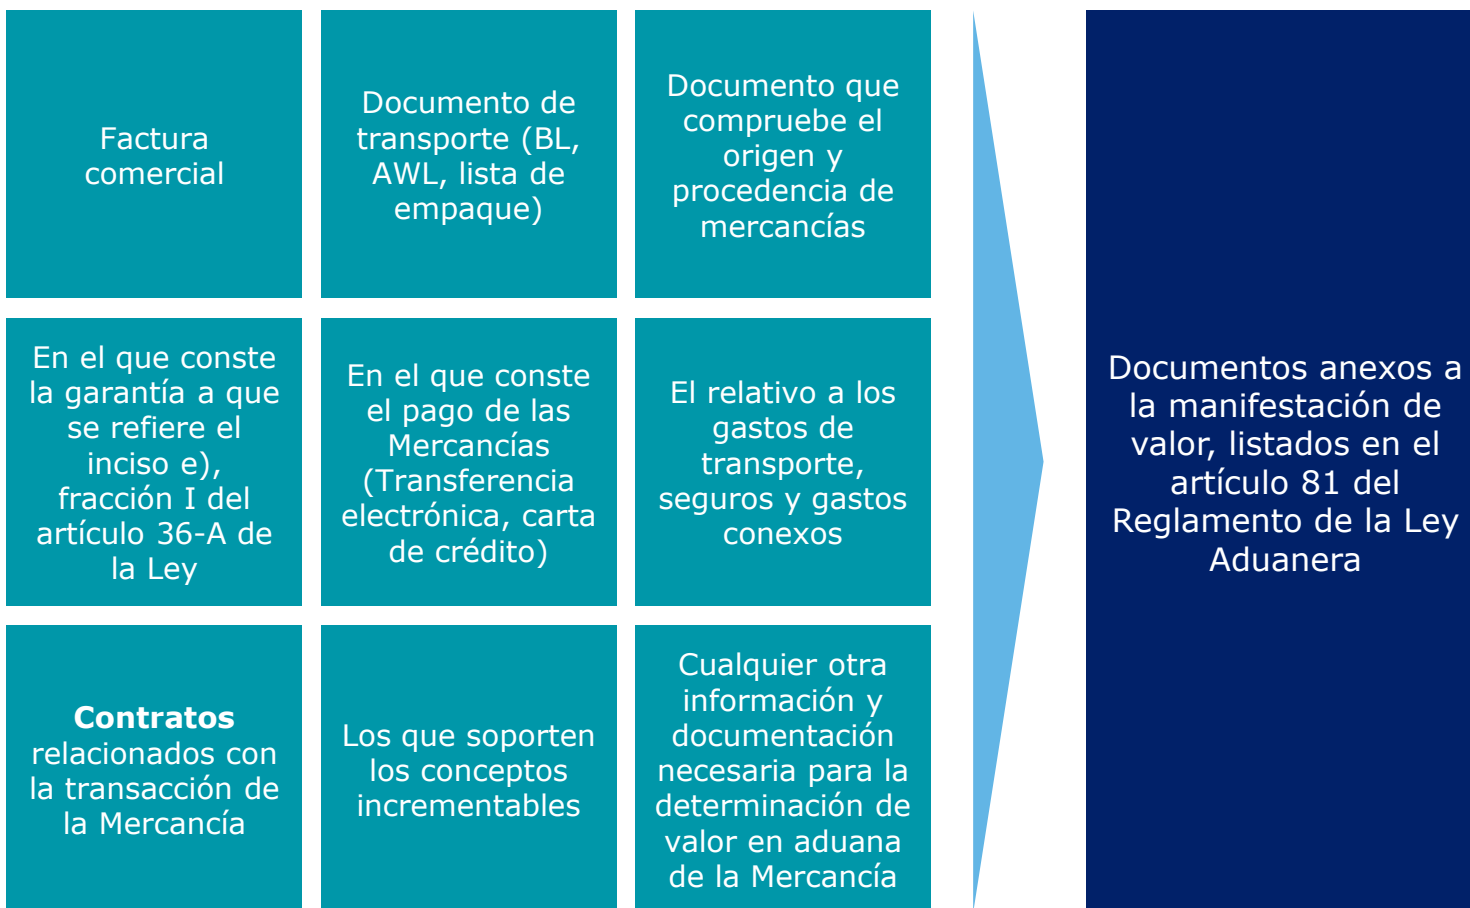 Factura
comercial
Documento de
transporte (BL,
AWL, lista de
empaque)
Documento que
compruebe el
origen y
procedencia de
mercancías
En el que conste
la garantía a que
se refiere el
inciso e),
fracción I del
artículo 36-A de
la Ley
En el que conste
el pago de las
Mercancías
(Transferencia
electrónica, carta
de crédito)
El relativo a los
gastos de
transporte,
seguros y gastos
conexos
Contratos
relacionados con
la transacción de
la Mercancía
Los que soporten
los conceptos
incrementables
Cualquier otra
información y
documentación
necesaria para la
determinación de
valor en aduana
de la Mercancía
Documentos anexos a
la manifestación de
valor, listados en el
artículo 81 del
Reglamento de la Ley
Aduanera